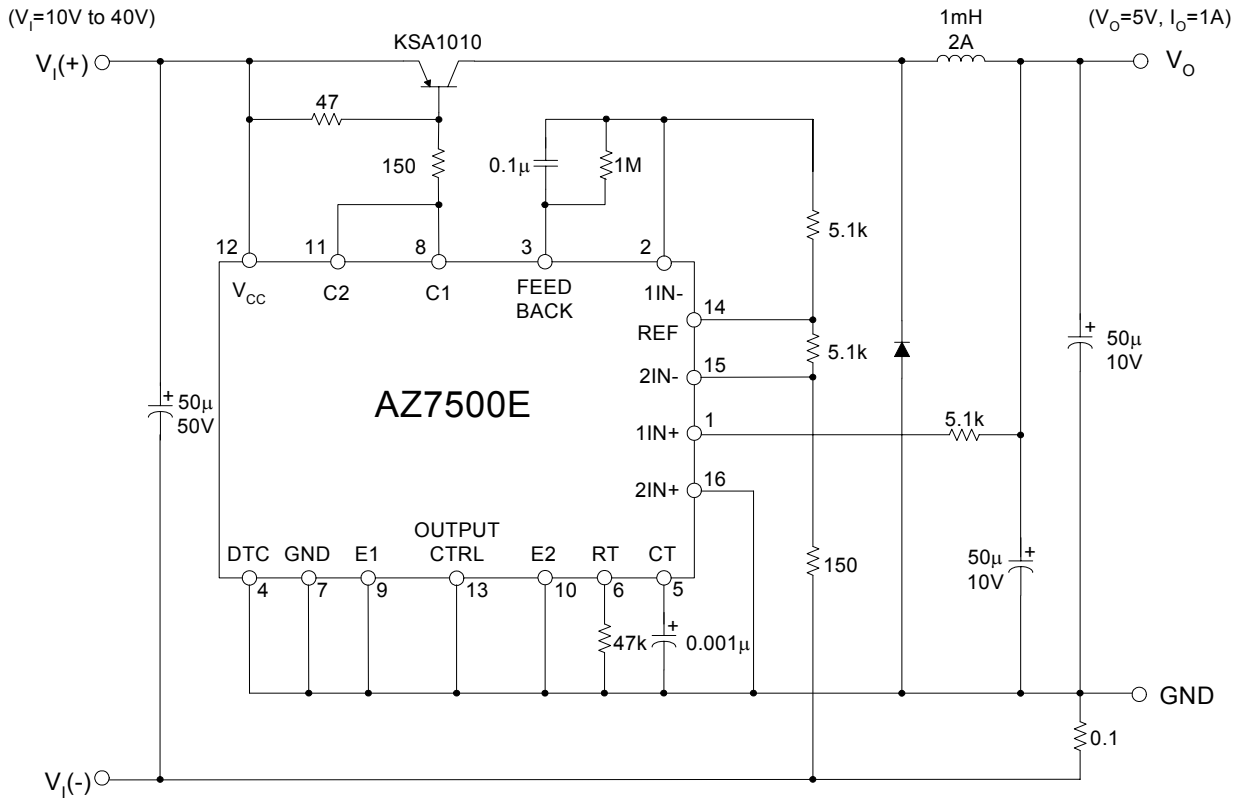 (V_I=10V to 40V)
1mH
2A
(V_O=5V, I_O=1A)
KSA1010
V_I(+)
V_O
47
150
0.1μ
1M
5.1k
12
11
8
3
2
V_CC
C2
C1
FEED
BACK
1IN-
14
REF
5.1k
+
50μ
10V
15
2IN-
AZ7500E
+
50μ
50V
1
1IN+
5.1k
16
2IN+
DTC
GND
E1
OUTPUT
CTRL
E2
RT
CT
150
+
50μ
10V
4
7
9
13
10
6
5
47k
+
0.001μ
GND
0.1
V_I(-)